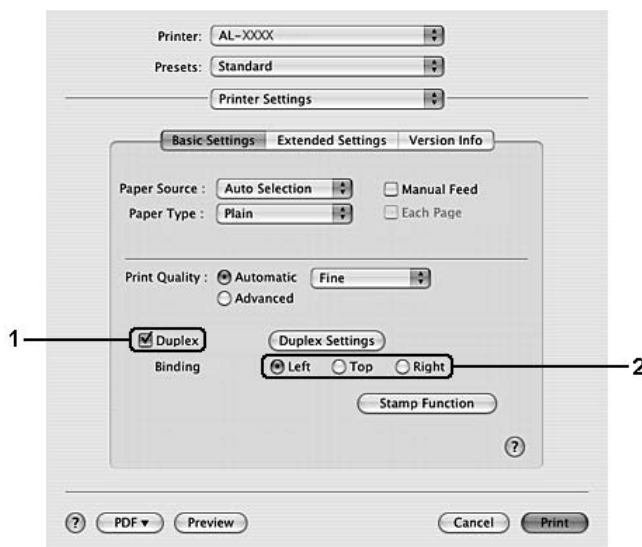 Printer: AL-XXXX
Presets: Standard
Printer Settings
Basic Settings Extended Settings Version Info
Paper Source : Auto Selection Manual Feed
Paper Type : Plain Each Page
Print Quality : Automatic Fine
Advanced
1 Duplex Duplex Settings
Binding Left Top Right 2
Stamp Function
?
? PDF ▾ Preview Cancel Print